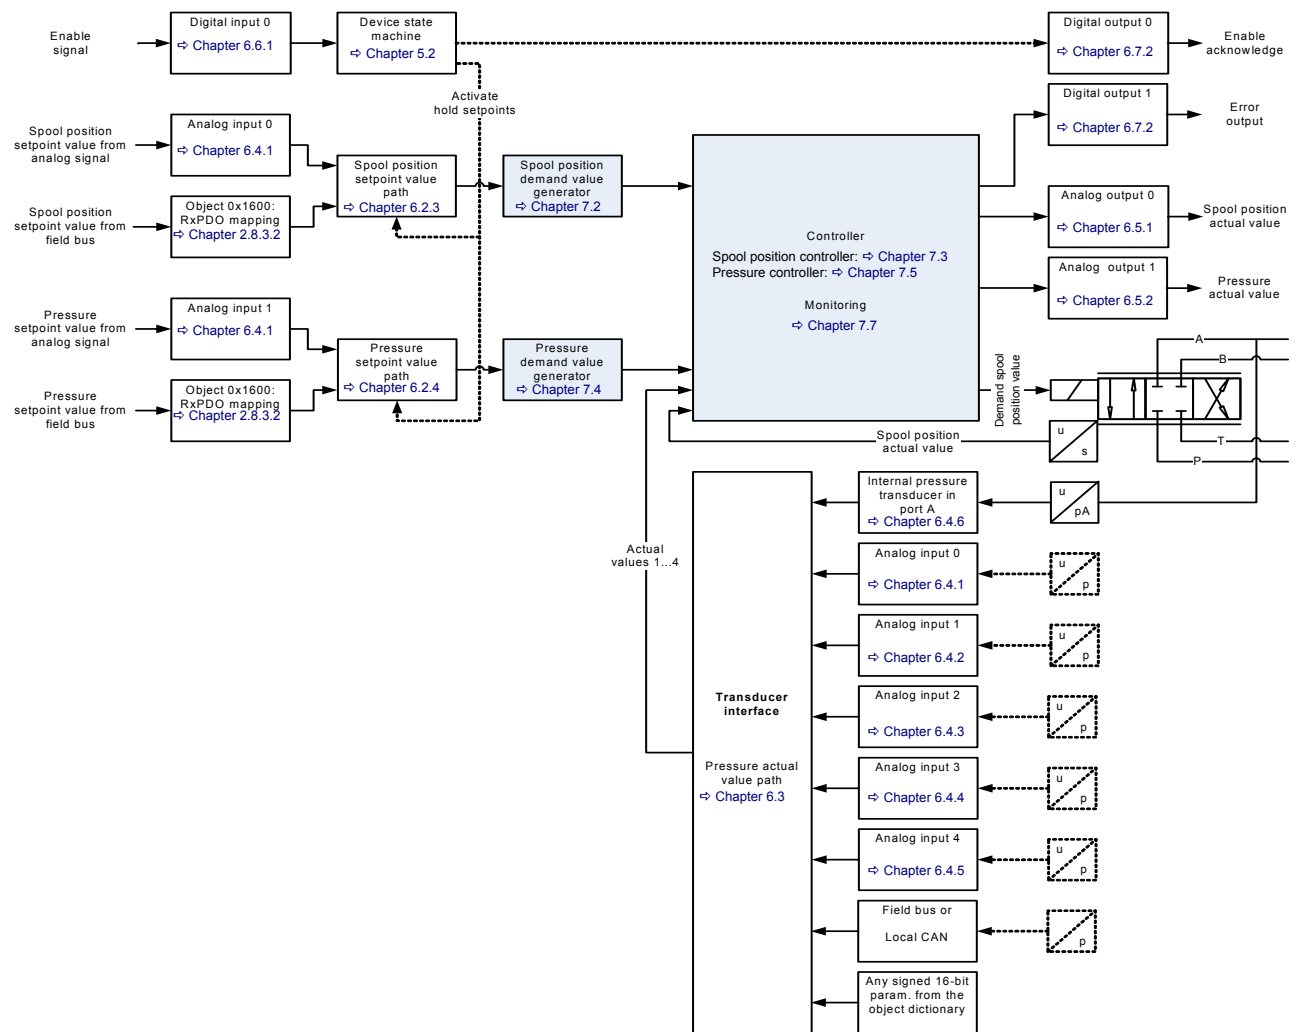 Enable
signal
Digital input 0
⇨ Chapter 6.6.1
Device state
machine
⇨ Chapter 5.2
Digital output 0
⇨ Chapter 6.7.2
Enable
acknowledge
Activate
hold setpoints
Digital output 1
⇨ Chapter 6.7.2
Error
output
Spool position
setpoint value from
analog signal
Analog input 0
⇨ Chapter 6.4.1
Spool position
setpoint value from
field bus
Object 0x1600:
RxPDO mapping
⇨ Chapter 2.8.3.2
Spool position
setpoint value
path
⇨ Chapter 6.2.3
Spool position
demand value
generator
⇨ Chapter 7.2
Controller
Spool position controller: ⇨ Chapter 7.3
Pressure controller: ⇨ Chapter 7.5
Monitoring
⇨ Chapter 7.7
Analog output 0
⇨ Chapter 6.5.1
Spool position
actual value
Analog output 1
⇨ Chapter 6.5.2
Pressure
actual value
Pressure
setpoint value from
analog signal
Analog input 1
⇨ Chapter 6.4.1
Pressure
setpoint value from
field bus
Object 0x1600:
RxPDO mapping
⇨ Chapter 2.8.3.2
Pressure
setpoint value
path
⇨ Chapter 6.2.4
Pressure
demand value
generator
⇨ Chapter 7.4
Demand spool
position value
A
B
T
P
Spool position
actual value
u
s
Actual
values 1...4
Transducer
interface
Pressure actual
value path
⇨ Chapter 6.3
Internal pressure
transducer in
port A
⇨ Chapter 6.4.6
u
pA
Analog input 0
⇨ Chapter 6.4.1
u
p
Analog input 1
⇨ Chapter 6.4.2
u
p
Analog input 2
⇨ Chapter 6.4.3
u
p
Analog input 3
⇨ Chapter 6.4.4
u
p
Analog input 4
⇨ Chapter 6.4.5
u
p
Field bus or
Local CAN
u
p
Any signed 16-bit
param. from the
object dictionary